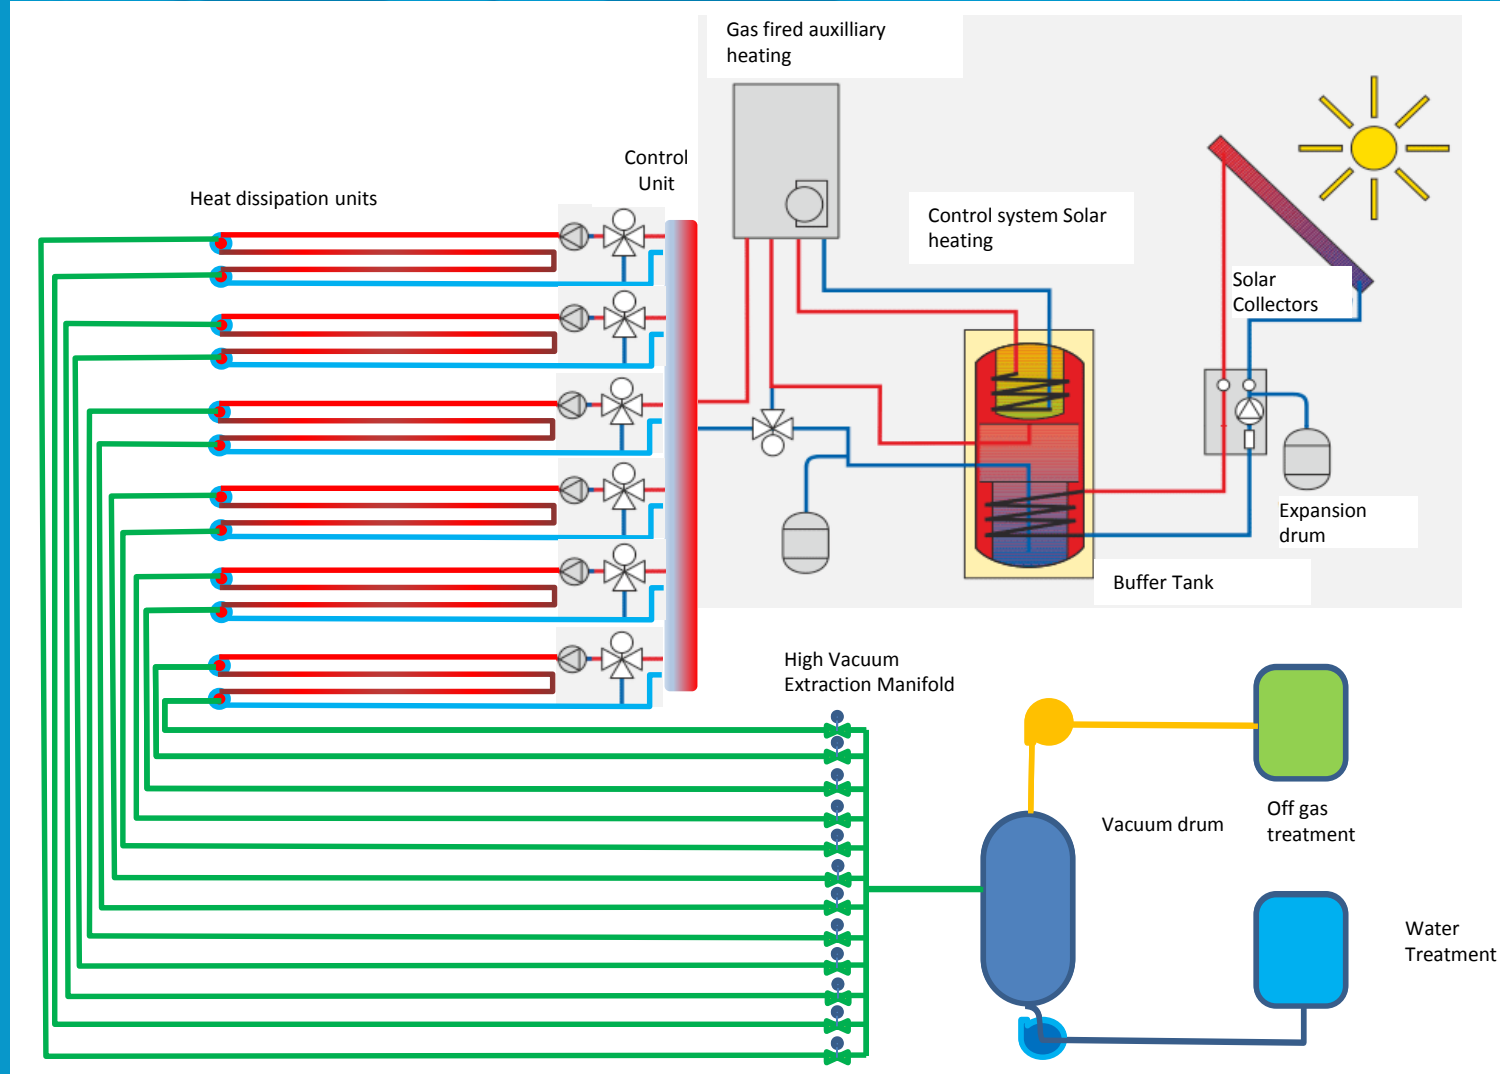 Gas fired auxilliary
heating
Control
Unit
Heat dissipation units
Control system Solar
heating
Solar
Collectors
Expansion
drum
Buffer Tank
High Vacuum
Extraction Manifold
Vacuum drum
Off gas
treatment
Water
Treatment